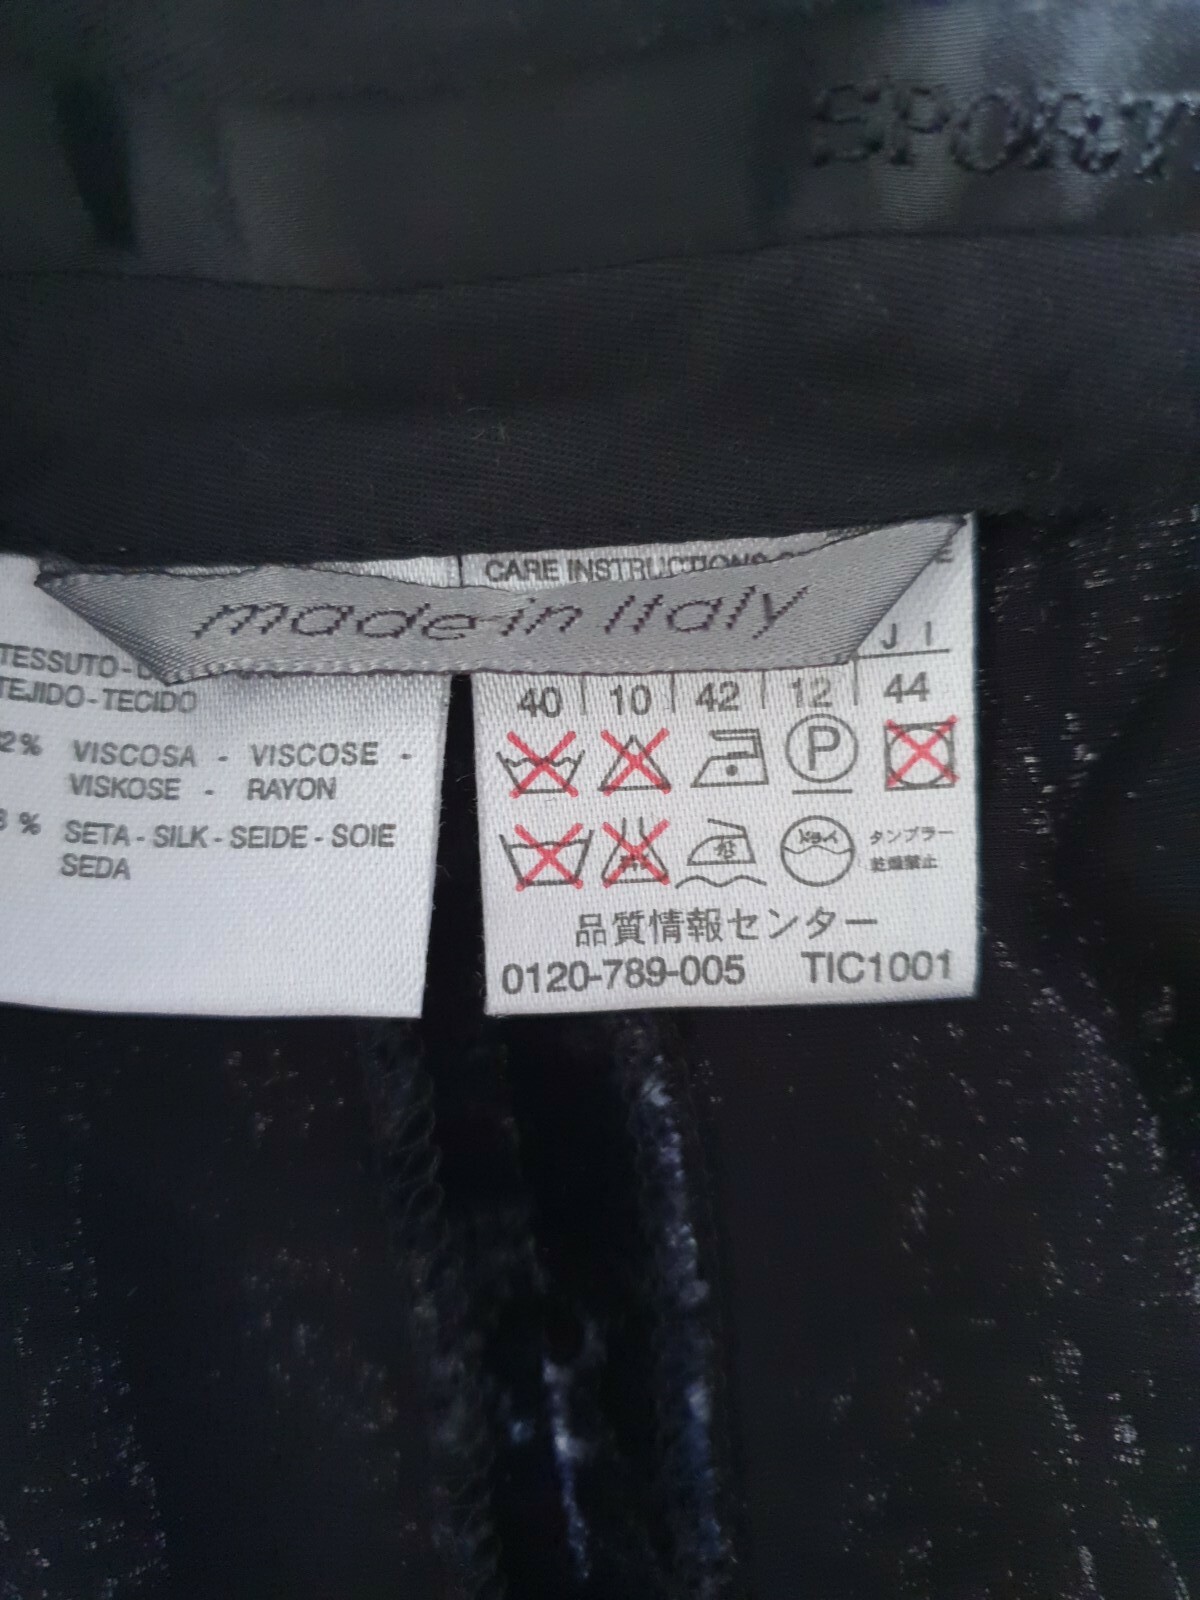 SPORT
CARE INSTRUCTIONS
made in Italy
J I
40 10 42 12 44
P
タンブラー
乾燥禁止
品質情報センター
0120-789-005 TIC1001
TEJIDO-TECIDO
VISCOSA - VISCOSE -
VISKOSE - RAYON
SETA - SILK - SEIDE - SOIE
SEDA